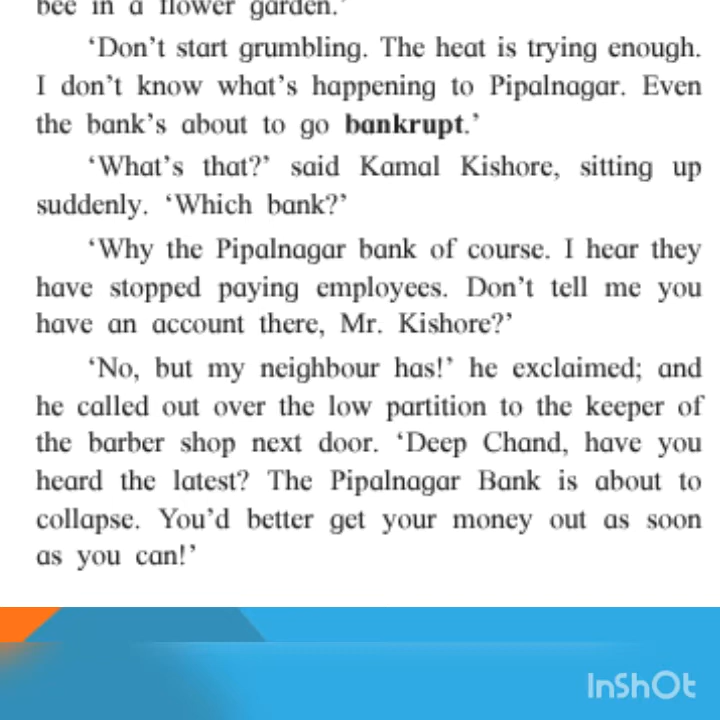 bee in a flower garden.'
‘Don’t start grumbling. The heat is trying enough.
I don’t know what’s happening to Pipalnagar. Even
the bank’s about to go bankrupt.’
‘What’s that?’ said Kamal Kishore, sitting up
suddenly. ‘Which bank?’
‘Why the Pipalnagar bank of course. I hear they
have stopped paying employees. Don’t tell me you
have an account there, Mr. Kishore?’
‘No, but my neighbour has!’ he exclaimed; and
he called out over the low partition to the keeper of
the barber shop next door. ‘Deep Chand, have you
heard the latest? The Pipalnagar Bank is about to
collapse. You’d better get your money out as soon
as you can!’
InShOt